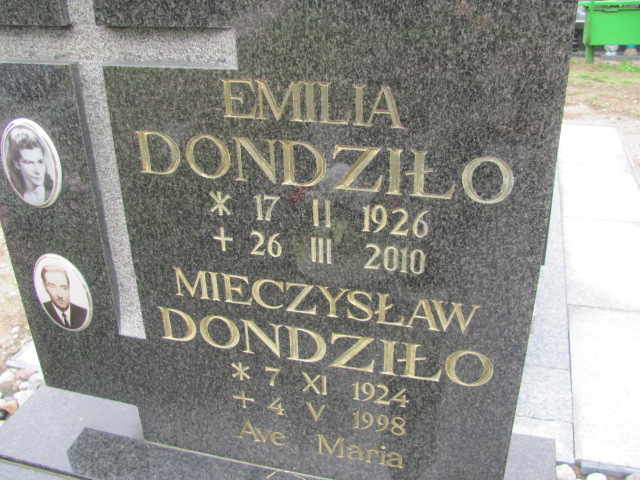 EMILIA
DONDZIŁO
* 17 II 1926
+ 26 III 2010
MIECZYSŁAW
DONDZIŁO
* 7 XI 1924
+ 4 V 1998
Ave Maria